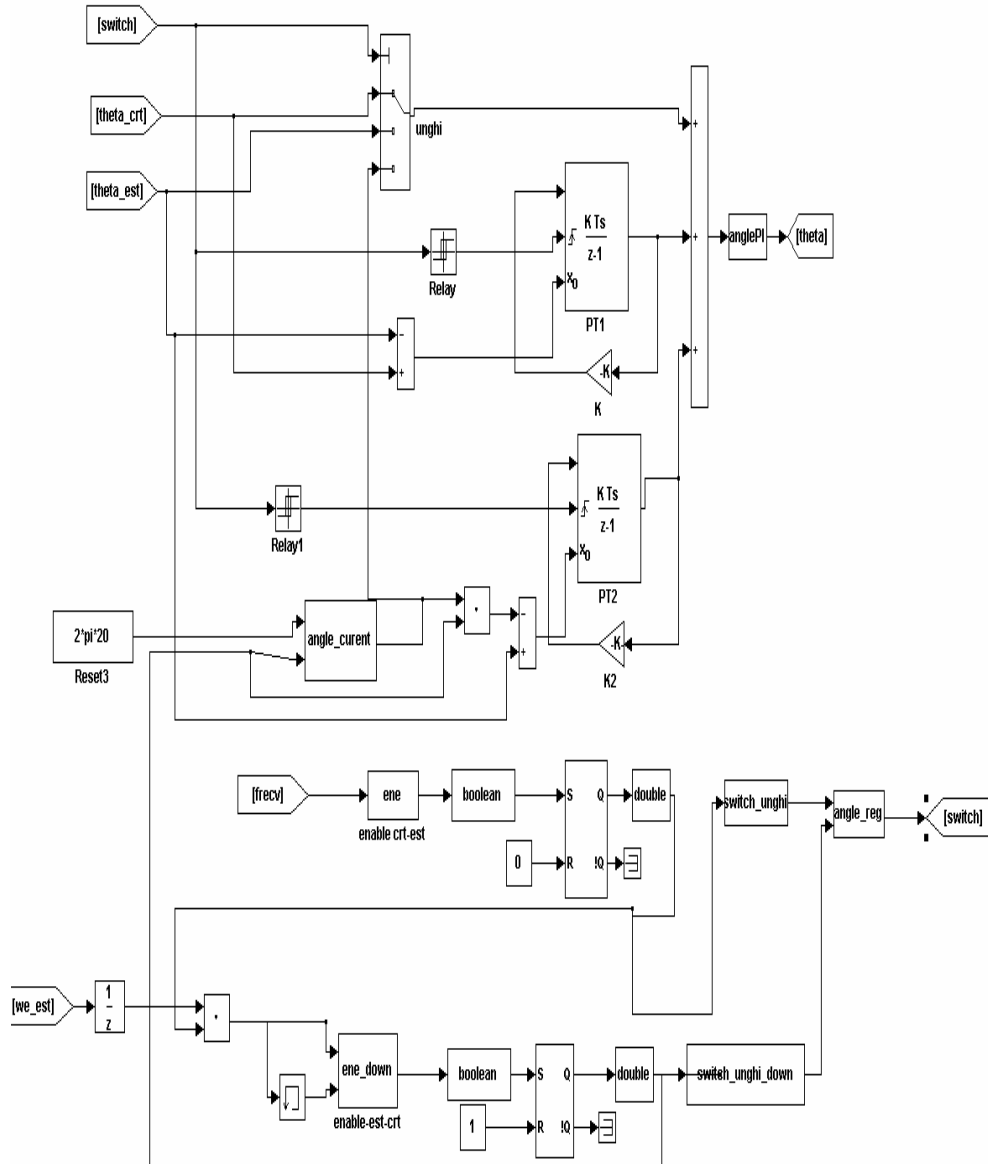 [switch]
[theta_crt]
[theta_est]
unghi
+
+
+
anglePI
[theta]
Relay
K Ts
z-1
x0
PT1
-
+
-K
K
Relay1
K Ts
z-1
x0
PT2
2*pi*20
Reset3
angle_curent
-
+
-K-
K2
[frecv]
ene
enable crt-est
boolean
S
Q
R
!Q
0
double
switch_unghi
angle_reg
[switch]
[we_est]
1
z
ene_down
enable-est-crt
boolean
1
S
Q
R
!Q
double
switch_unghi_down